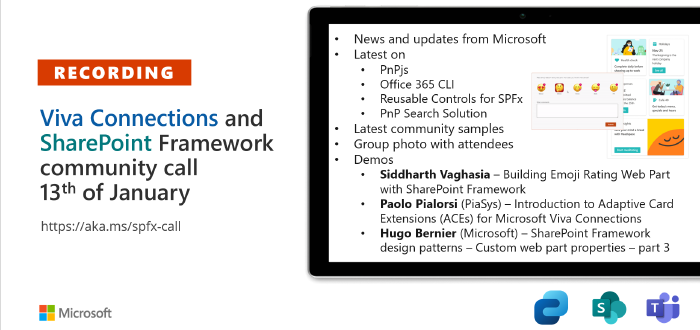 RECORDING
Viva Connections and
SharePoint Framework
community call
13th of January
https://aka.ms/spfx-call
Microsoft
• News and updates from Microsoft
• Latest on
• PnPjs
• Office 365 CLI
• Reusable Controls for SPFx
• PnP Search Solution
• Latest community samples
• Group photo with attendees
• Demos
• Siddharth Vaghasia – Building Emoji Rating Web Part
with SharePoint Framework
• Paolo Pialorsi (PiaSys) – Introduction to Adaptive Card
Extensions (ACEs) for Microsoft Viva Connections
• Hugo Bernier (Microsoft) – SharePoint Framework
design patterns – Custom web part properties – part 3
S
T